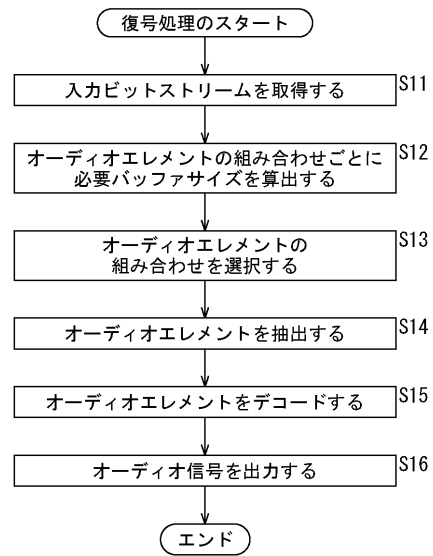 復号処理のスタート
入力ビットストリームを取得する
S11
オーディオエレメントの組み合わせごとに
必要バッファサイズを算出する
S12
オーディオエレメントの
組み合わせを選択する
S13
オーディオエレメントを抽出する
S14
オーディオエレメントをデコードする
S15
オーディオ信号を出力する
S16
エンド